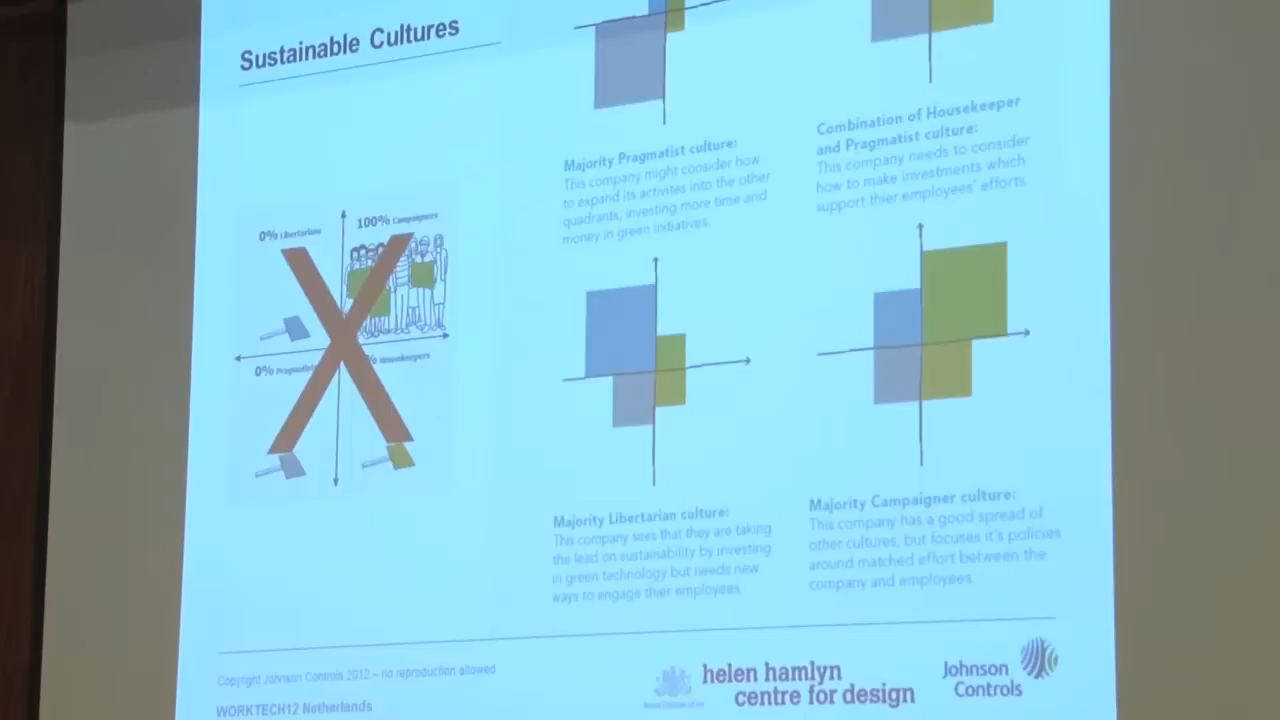 Sustainable Cultures
0% Libertarians
100% Campaigners
0% Pragmatists
% Housekeepers
Majority Pragmatist culture:
This company might consider how
to expand its activites into the other
quadrants, investing more time and
money in green initiatives.
Combination of Housekeeper
and Pragmatist culture:
This company needs to consider
how to make investments which
support thier employees' efforts
Majority Libertarian culture:
This company sees that they are taking
the lead on sustainability by investing
in green technology but needs new
ways to engage thier employees.
Majority Campaigner culture:
This company has a good spread of
other cultures, but focuses it's policies
around matched effort between the
company and employees.
Copyright Johnson Controls 2012 – no reproduction allowed
WORKTECH12 Netherlands
helen hamlyn
centre for design
Johnson
Controls